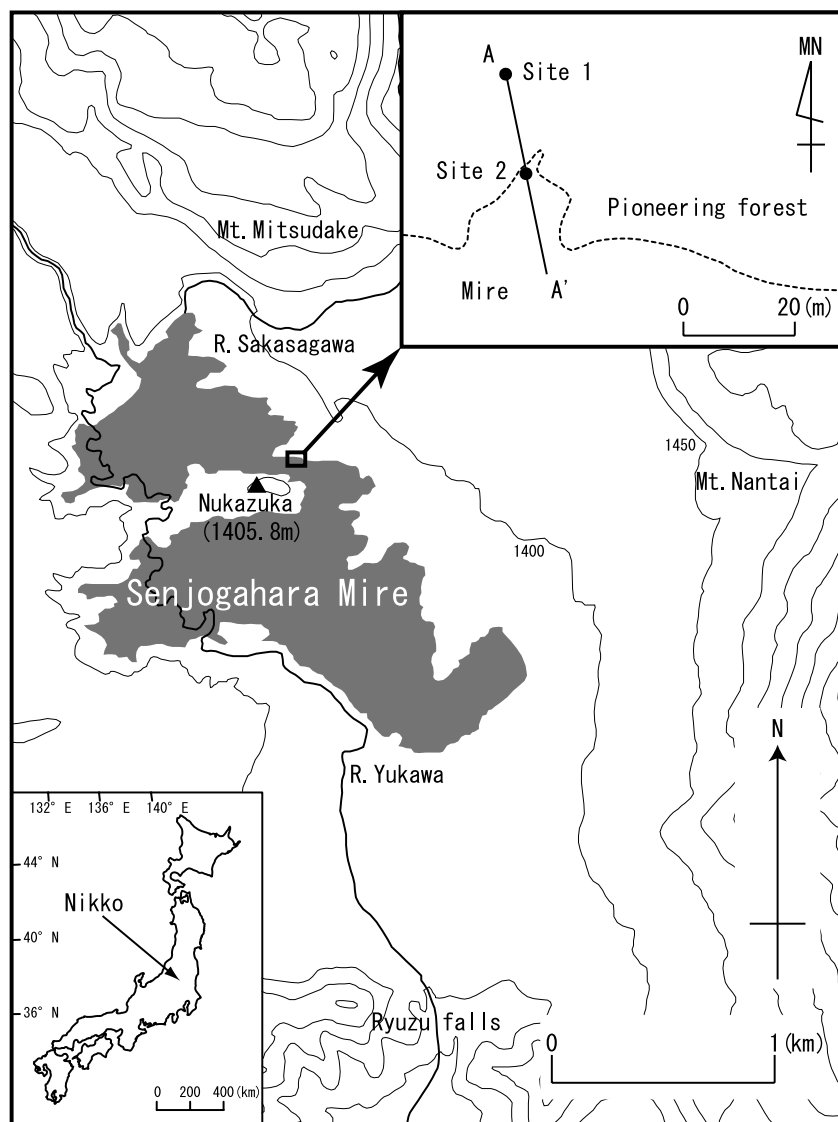 A
Site 1
MN
Site 2
Pioneering forest
Mire
A'
0
20 (m)
Mt. Mitsudake
R. Sakasagawa
1450
Mt. Nantai
Nukazuka
(1405.8m)
1400
Senjogahara Mire
N
R. Yukawa
132° E
136° E
140° E
44° N
Nikko
40° N
36° N
0
200
400(km)
Ryuzu falls
0
1 (km)